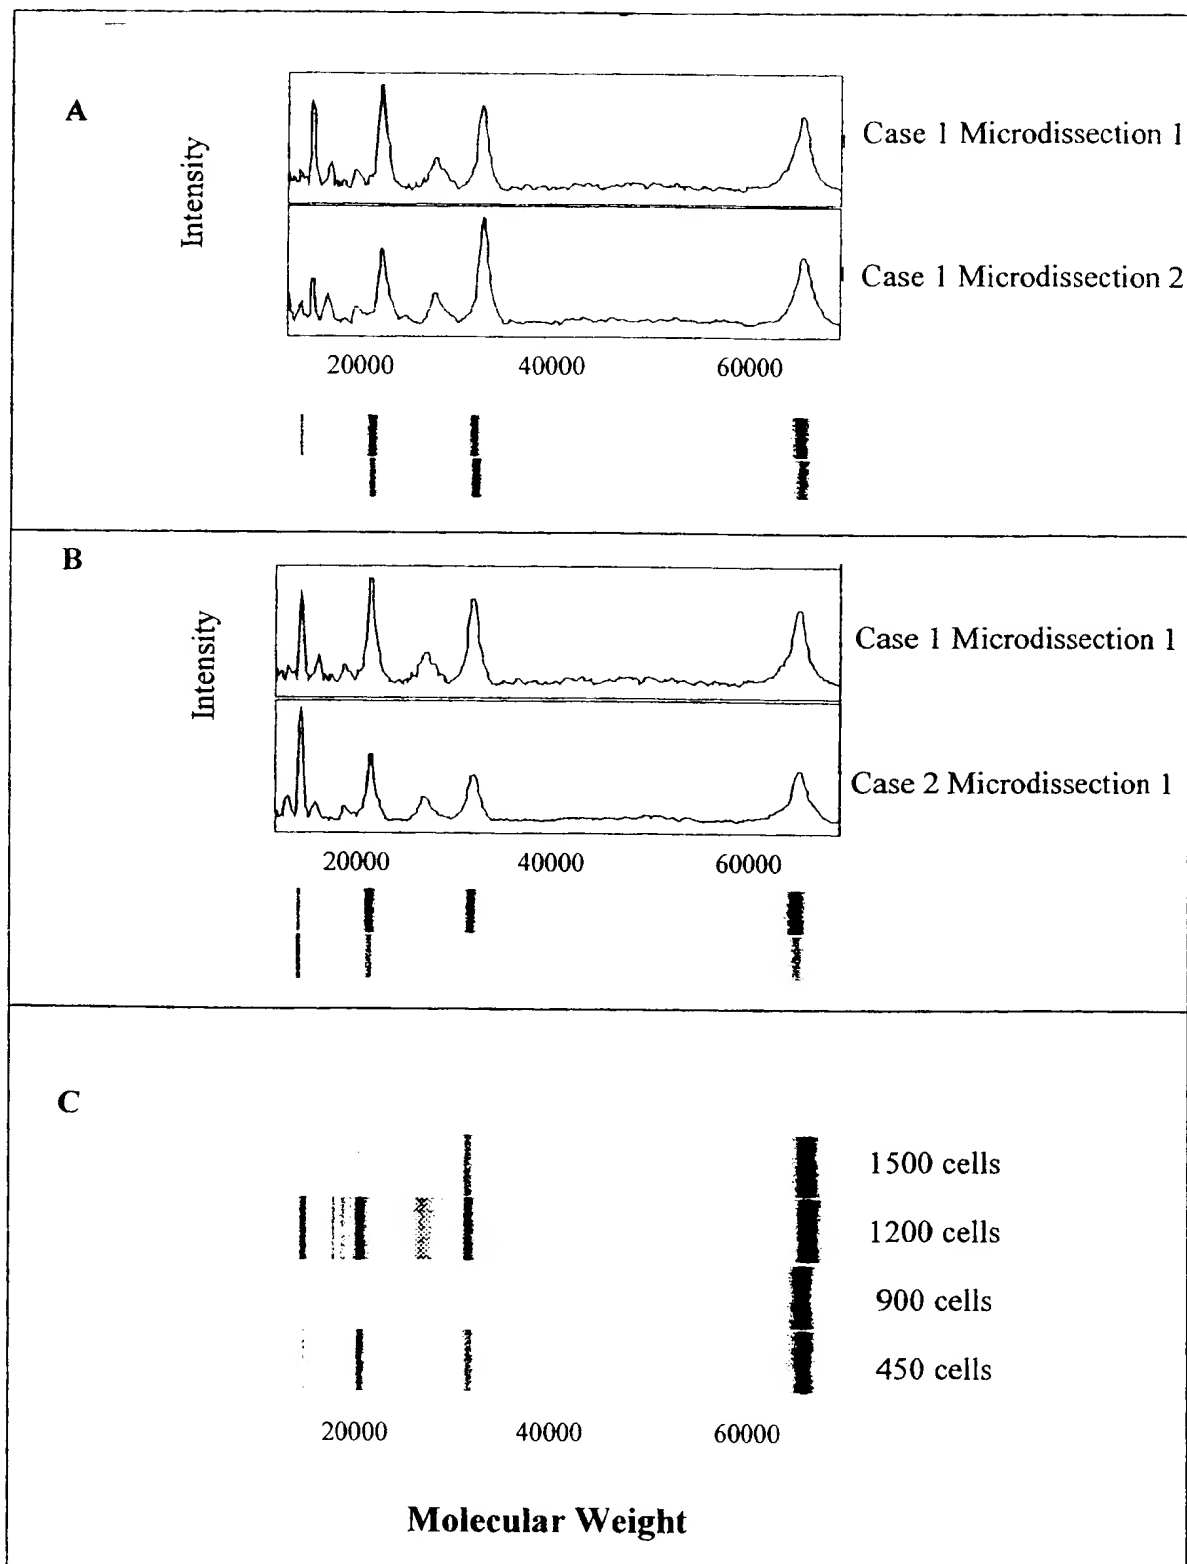 A
Intensity
Case 1 Microdissection 1
Case 1 Microdissection 2
20000 40000 60000
B
Intensity
Case 1 Microdissection 1
Case 2 Microdissection 1
20000 40000 60000
C
1500 cells
1200 cells
900 cells
450 cells
20000 40000 60000
Molecular Weight